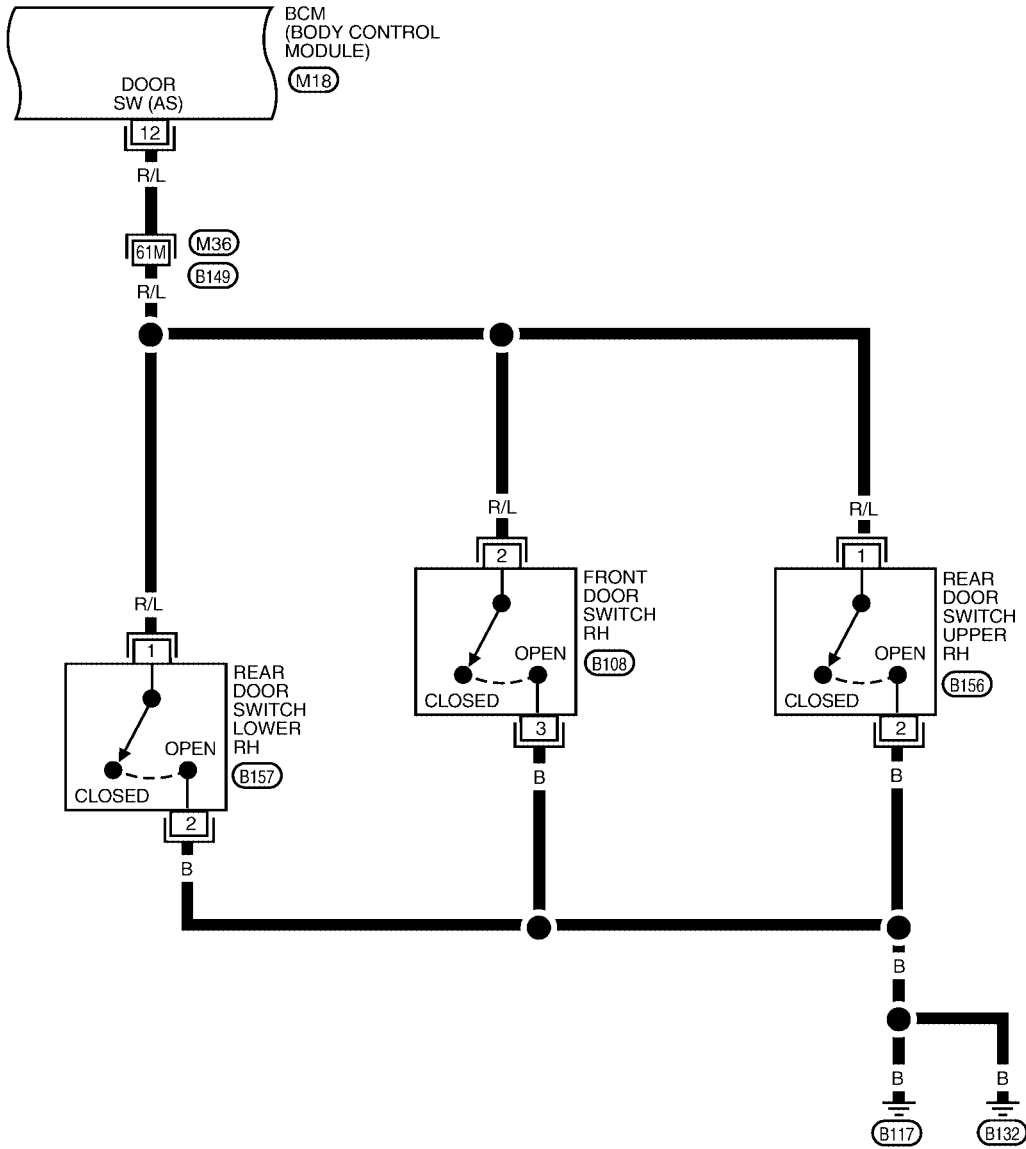 BCM
(BODY CONTROL
MODULE)
M18
DOOR
SW (AS)
12
R/L
61M
M36
B149
R/L
R/L
R/L
2
FRONT
DOOR
SWITCH
RH
B108
OPEN
CLOSED
3
B
1
REAR
DOOR
SWITCH
UPPER
RH
B156
OPEN
CLOSED
2
B
R/L
1
REAR
DOOR
SWITCH
LOWER
RH
B157
OPEN
CLOSED
2
B
B
B
B
B117
B132